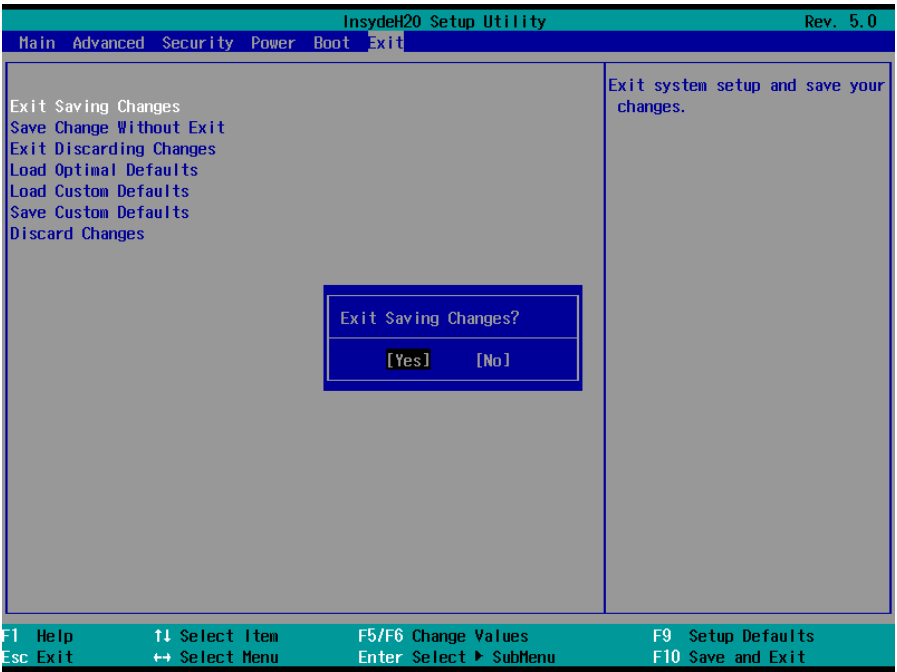 InsydeH20 Setup Utility Rev. 5.0
Main Advanced Security Power Boot Exit
Exit Saving Changes
Save Change Without Exit
Exit Discarding Changes
Load Optimal Defaults
Load Custom Defaults
Save Custom Defaults
Discard Changes
Exit system setup and save your
changes.
Exit Saving Changes?
[Yes] [No]
F1 Help ↑↓ Select Item F5/F6 Change Values F9 Setup Defaults
Esc Exit ↔ Select Menu Enter Select ▶ SubMenu F10 Save and Exit